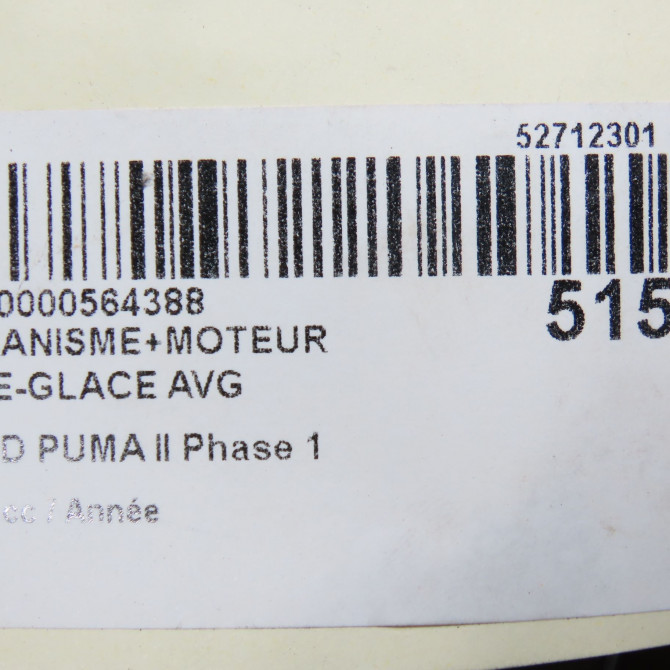 52712301
0000564388
515
ANISME+MOTEUR
E-GLACE AVG
D PUMA II Phase 1
cc / Année